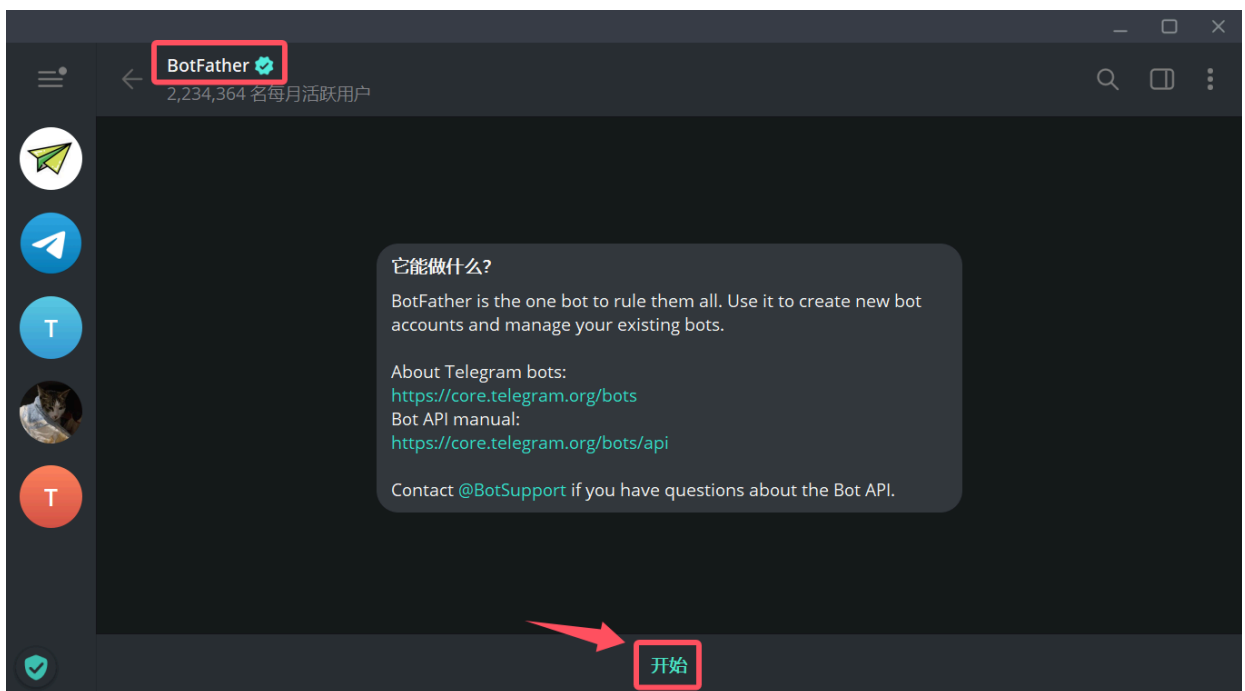 BotFather
2,234,364 名每月活跃用户
它能做什么?
BotFather is the one bot to rule them all. Use it to create new bot
accounts and manage your existing bots.
About Telegram bots:
https://core.telegram.org/bots
Bot API manual:
https://core.telegram.org/bots/api
Contact @BotSupport if you have questions about the Bot API.
T
T
开始